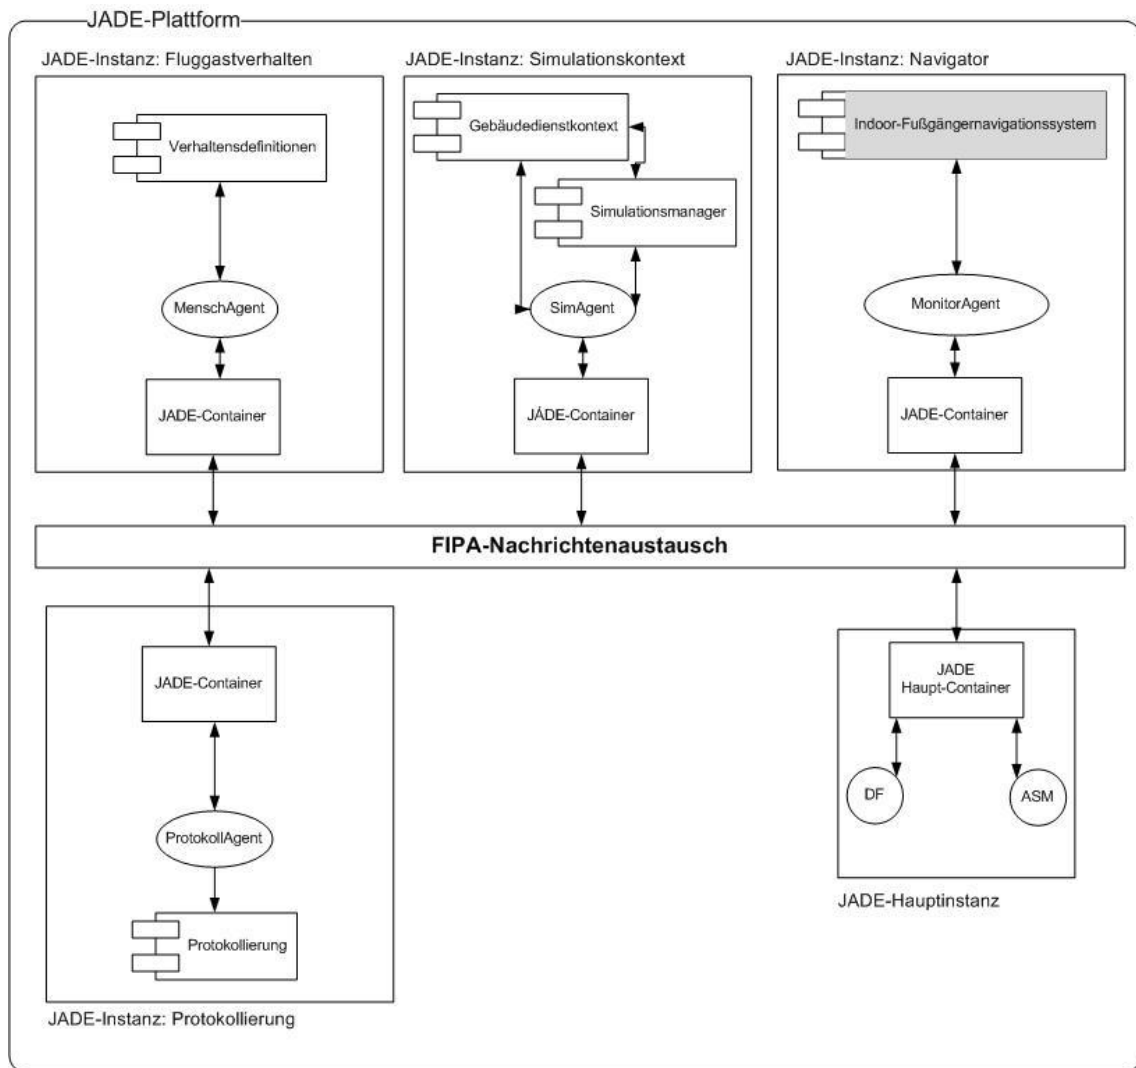 JADE-Plattform
JADE-Instanz: Fluggastverhalten
Verhaltensdefinitionen
MenschAgent
JADE-Container
JADE-Instanz: Simulationskontext
Gebäudedienstkontext
Simulationsmanager
SimAgent
JÁDE-Container
JADE-Instanz: Navigator
Indoor-Fußgängernavigationssystem
MonitorAgent
JADE-Container
FIPA-Nachrichtenaustausch
JADE-Container
ProtokollAgent
Protokollierung
JADE-Instanz: Protokollierung
JADE
Haupt-Container
DF
ASM
JADE-Hauptinstanz